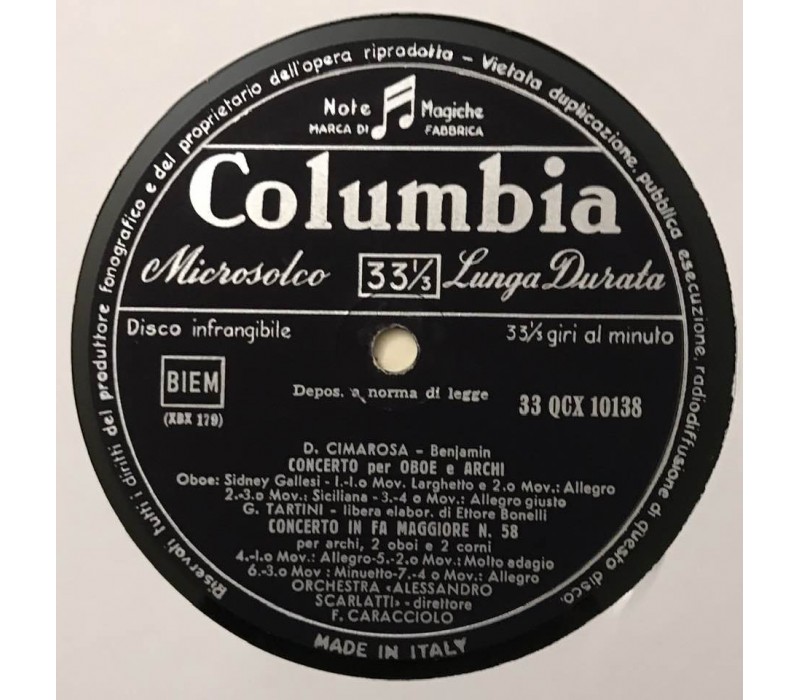 Riservati tutti i diritti del produttore fonografico e del proprietario dell'opera riprodotta - Vietata duplicazione, pubblica esecuzione, radiodiffusione di questo disco.
Note Magiche
MARCA DI FABBRICA
Columbia
Microsolco 33⅓ Lunga Durata
Disco infrangibile 33⅓ giri al minuto
BIEM
(XBX 179)
Depos. a norma di legge
33 QCX 10138
D. CIMAROSA - Benjamin
CONCERTO per OBOE e ARCHI
Oboe: Sidney Gallesi - 1.-I.o Mov. Larghetto e 2.o Mov.: Allegro
2.-3.o Mov.: Siciliana - 3.-4 o Mov.: Allegro giusto
G. TARTINI - libera elabor. di Ettore Bonelli
CONCERTO IN FA MAGGIORE N. 58
per archi, 2 oboi e 2 corni
4.-I.o Mov: Allegro-5.-2.o Mov:Molto adagio
6.-3.o Mov : Minuetto-7.-4 o Mov: Allegro
ORCHESTRA «ALESSANDRO
SCARLATTI» - direttore
F. CARACCIOLO
MADE IN ITALY